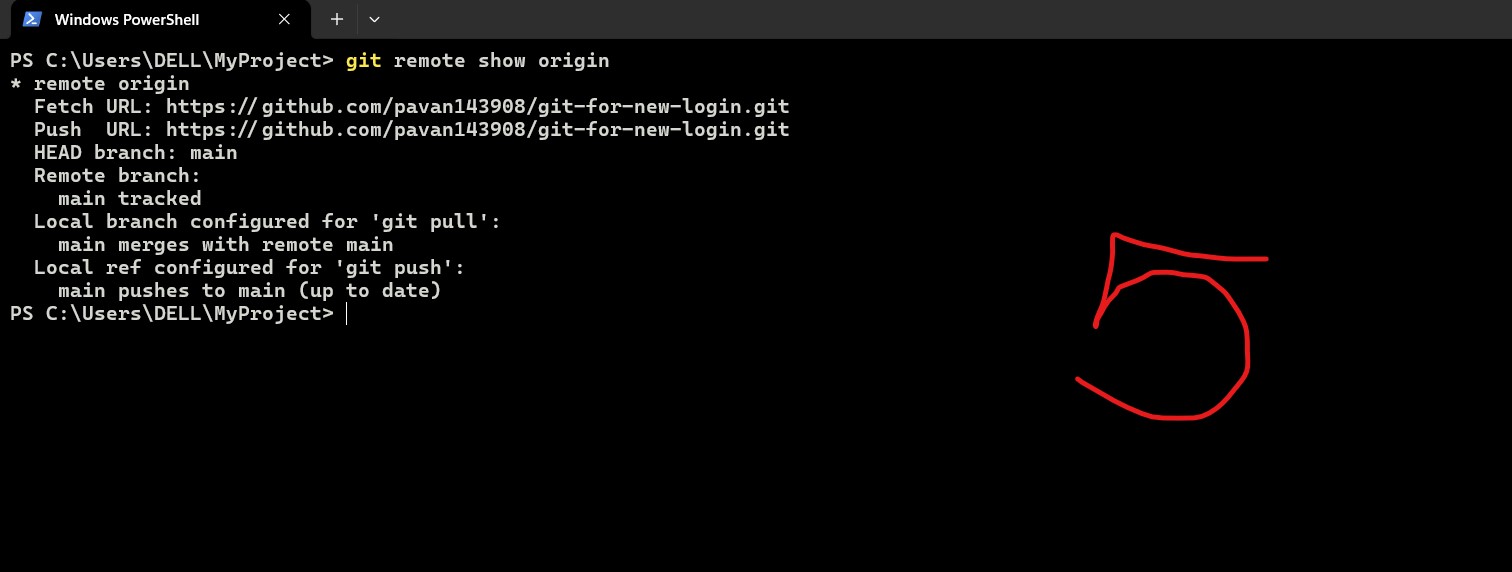 Windows PowerShell
PS C:\Users\DELL\MyProject> git remote show origin
* remote origin
  Fetch URL: https://github.com/pavan143908/git-for-new-login.git
  Push  URL: https://github.com/pavan143908/git-for-new-login.git
  HEAD branch: main
  Remote branch:
    main tracked
  Local branch configured for 'git pull':
    main merges with remote main
  Local ref configured for 'git push':
    main pushes to main (up to date)
PS C:\Users\DELL\MyProject>
5